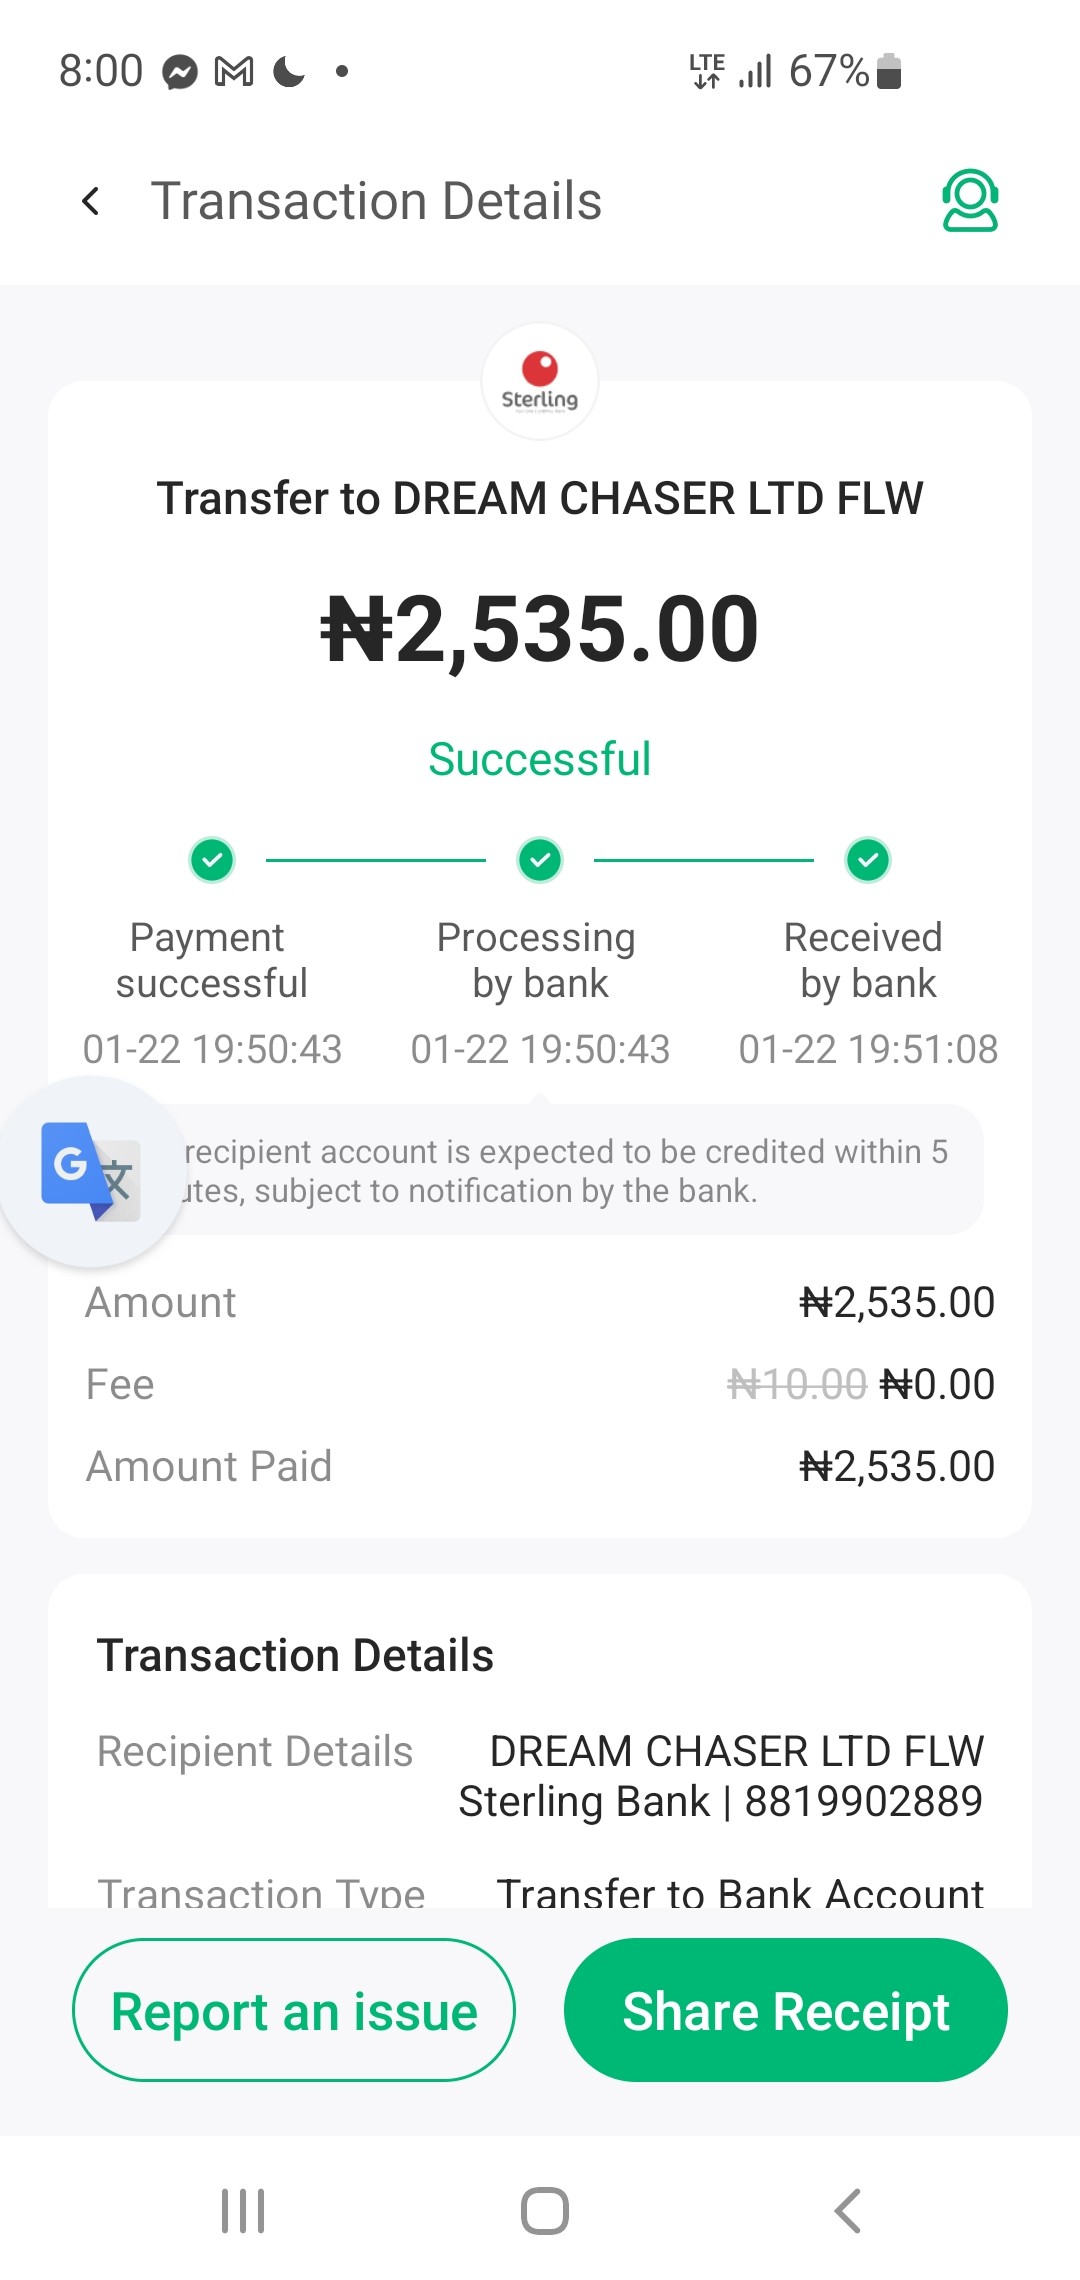 8:00 LTE 67%
Transaction Details
Sterling
Transfer to DREAM CHASER LTD FLW
₦2,535.00
Successful
Payment successful
Processing by bank
Received by bank
01-22 19:50:43
01-22 19:50:43
01-22 19:51:08
recipient account is expected to be credited within 5
utes, subject to notification by the bank.
Amount ₦2,535.00
Fee ₦10.00 ₦0.00
Amount Paid ₦2,535.00
Transaction Details
Recipient Details DREAM CHASER LTD FLW
Sterling Bank | 8819902889
Transaction Type Transfer to Bank Account
Report an issue Share Receipt